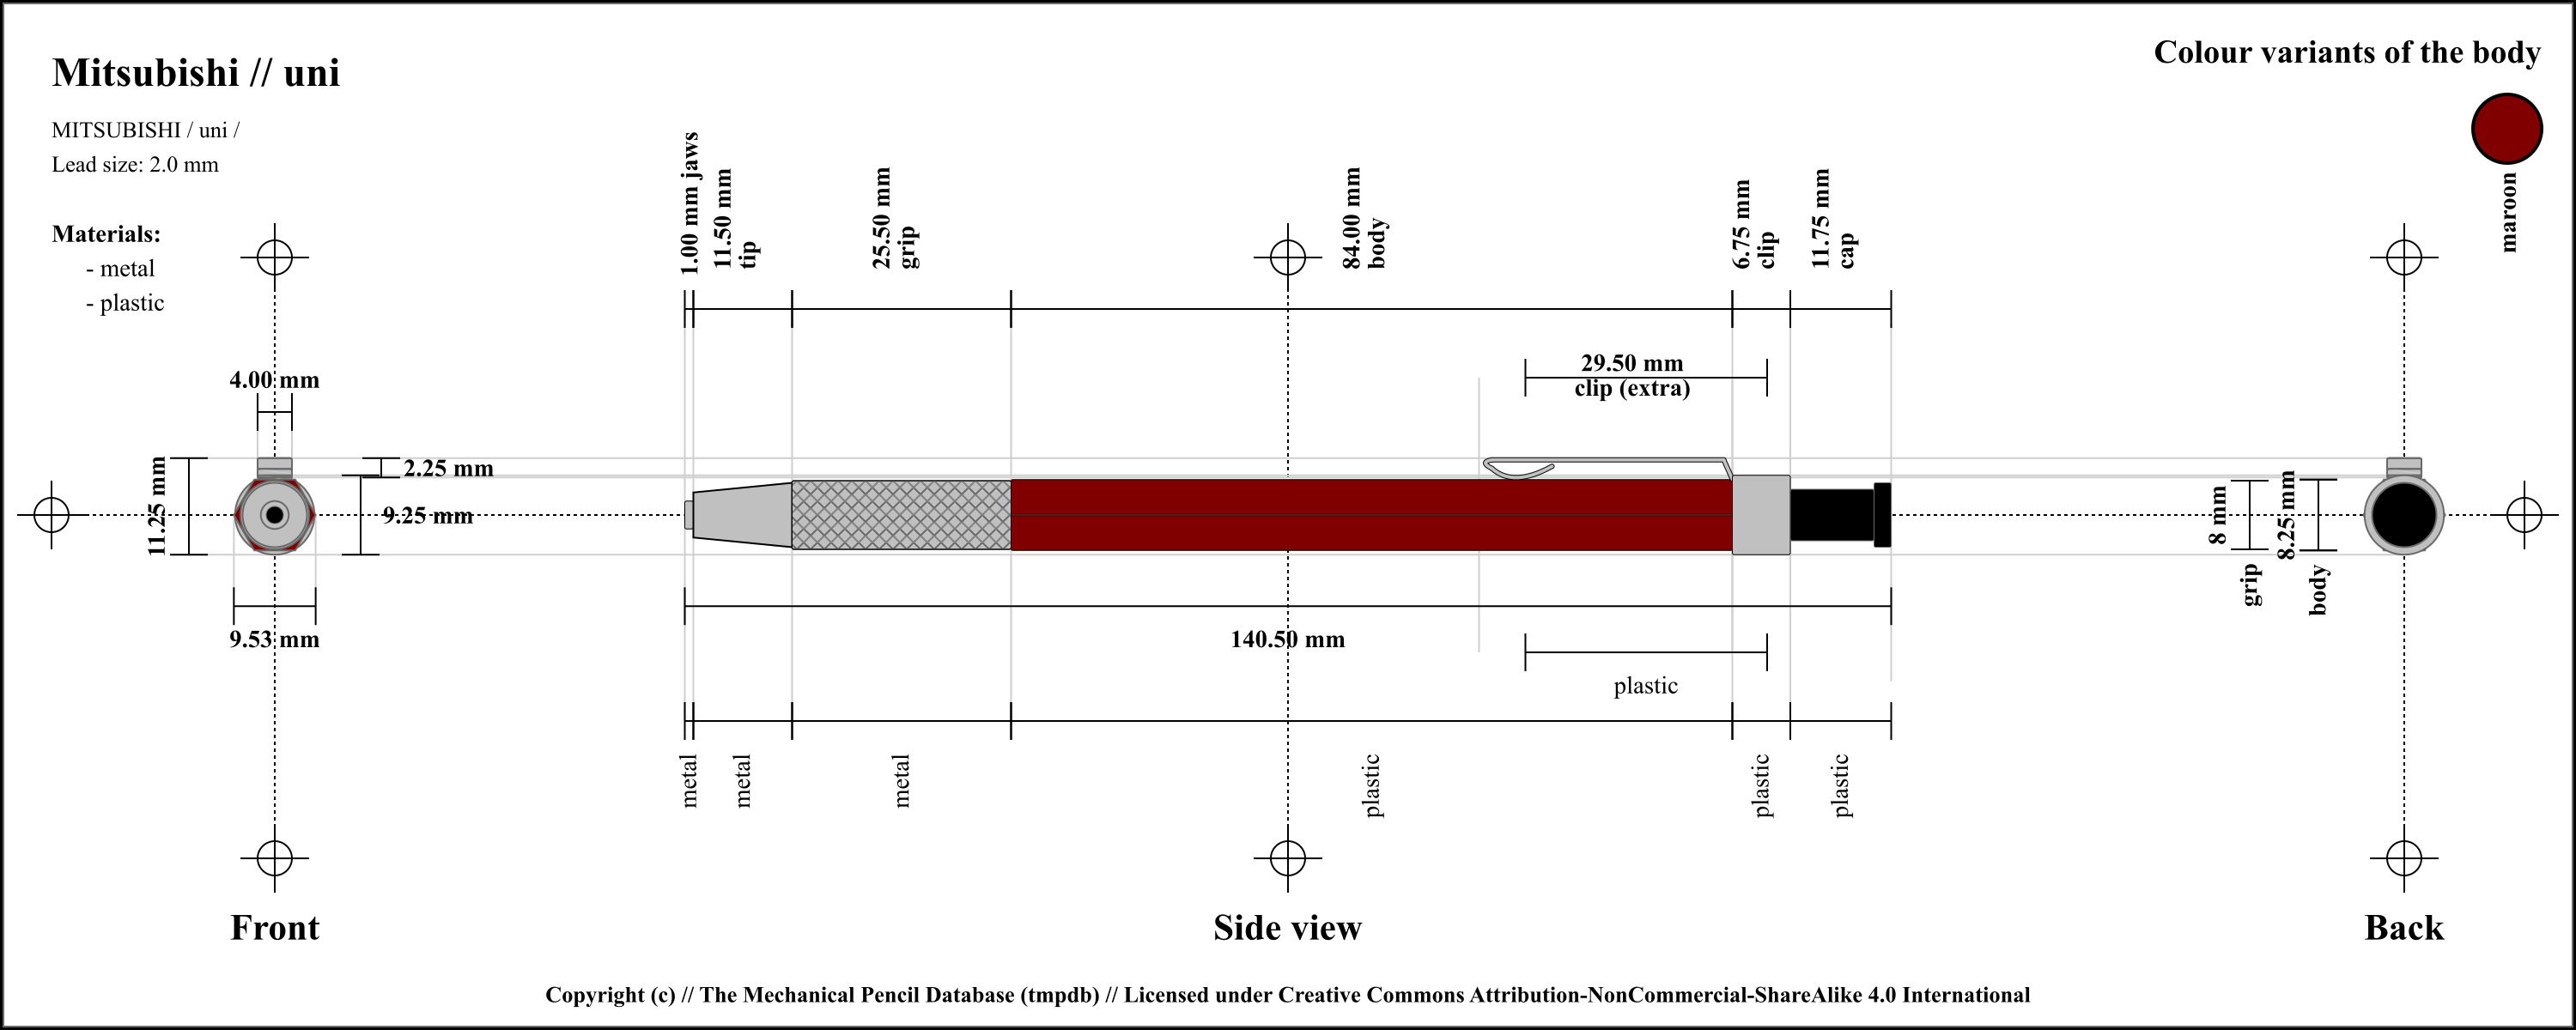 Mitsubishi // uni
Colour variants of the body
MITSUBISHI / uni /
Lead size: 2.0 mm
maroon
Materials:
- metal
- plastic
1.00 mm jaws
11.50 mm
tip
25.50 mm
grip
84.00 mm
body
6.75 mm
clip
11.75 mm
cap
29.50 mm
clip (extra)
4.00 mm
11.25 mm
2.25 mm
9.25 mm
9.53 mm
8 mm
grip
8.25 mm
body
140.50 mm
plastic
metal
metal
metal
plastic
plastic
plastic
Front
Side view
Back
Copyright (c) // The Mechanical Pencil Database (tmpdb) // Licensed under Creative Commons Attribution-NonCommercial-ShareAlike 4.0 International